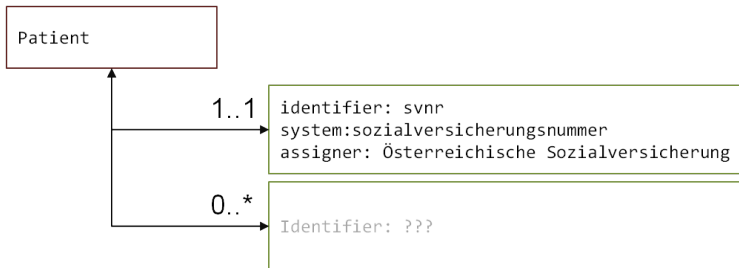 Patient
1..1
identifier: svnr
system:sozialversicherungsnummer
assigner: Österreichische Sozialversicherung
0..*
Identifier: ???